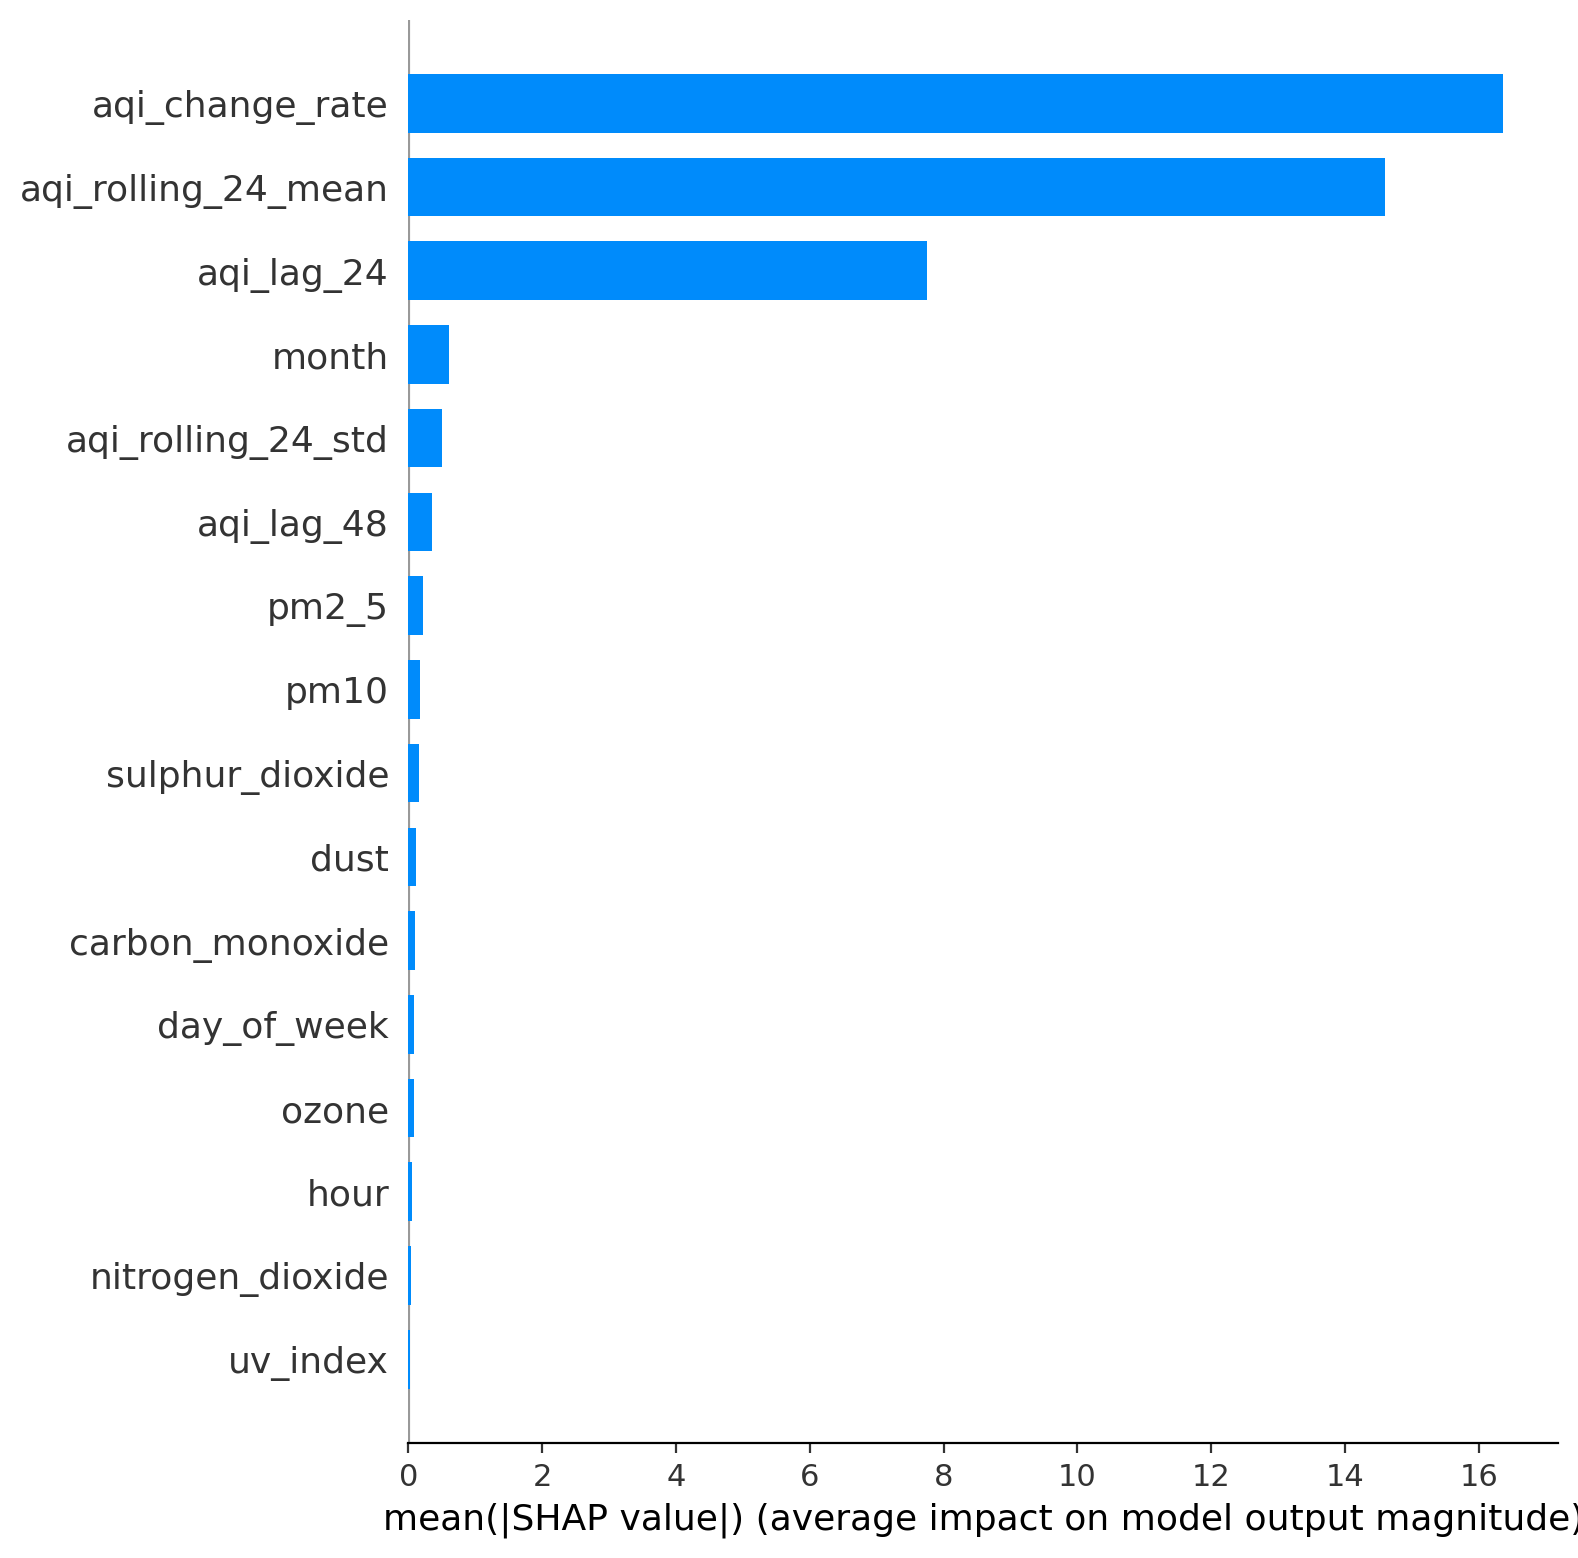 aqi_change_rate
aqi_rolling_24_mean
aqi_lag_24
month
aqi_rolling_24_std
aqi_lag_48
pm2_5
pm10
sulphur_dioxide
dust
carbon_monoxide
day_of_week
ozone
hour
nitrogen_dioxide
uv_index
0 2 4 6 8 10 12 14 16
mean(|SHAP value|) (average impact on model output magnitude)